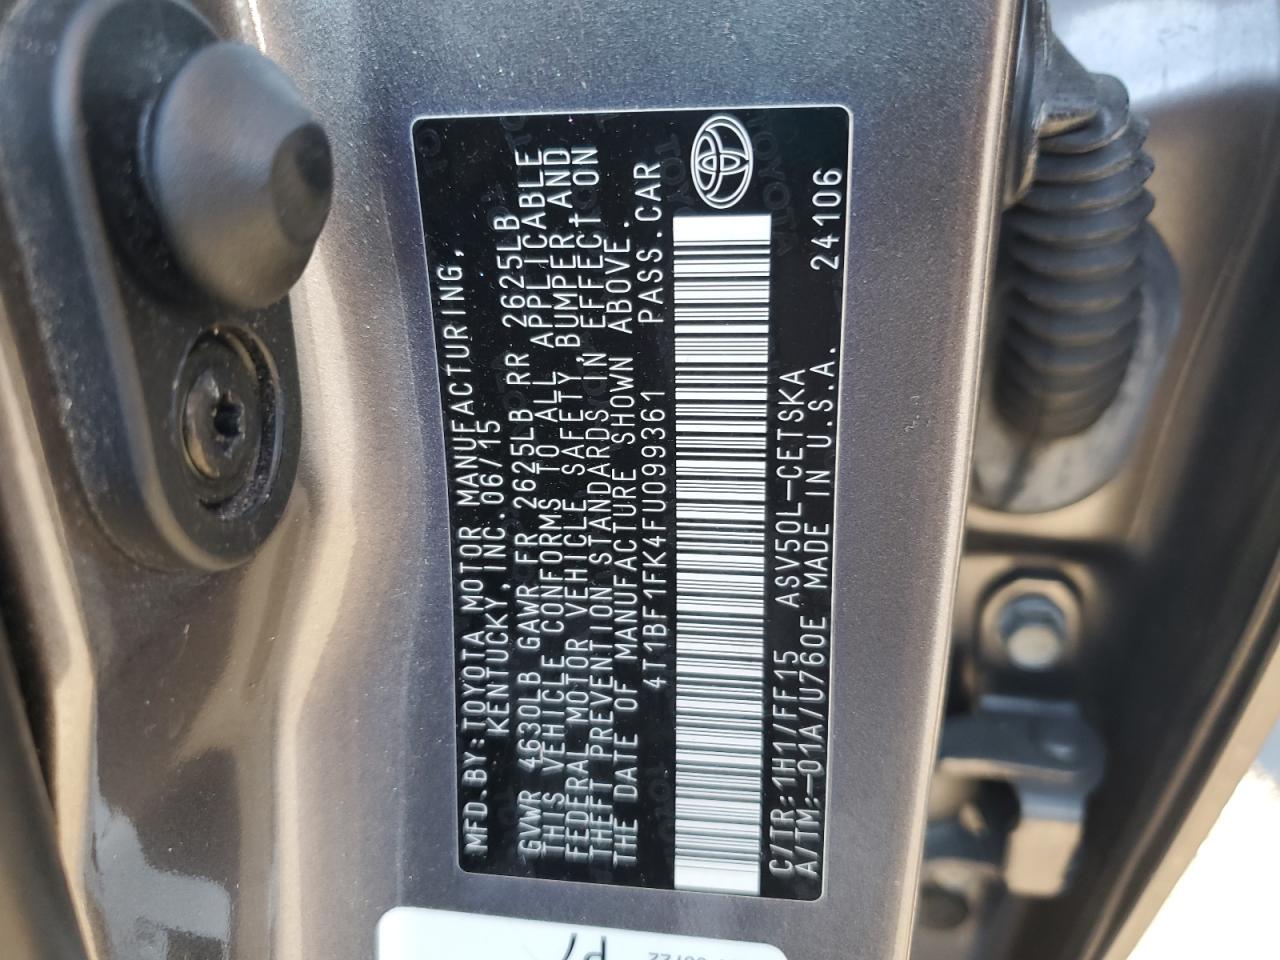 MFD.BY:TOYOTA MOTOR MANUFACTURING,
KENTUCKY, INC. 06/15
GVWR 4630LB GAWR FR 2625LB RR 2625LB
THIS VEHICLE CONFORMS TO ALL APPLICABLE
FEDERAL MOTOR VEHICLE SAFETY, BUMPER, AND
THEFT PREVENTION STANDARDS IN EFFECT ON
THE DATE OF MANUFACTURE SHOWN ABOVE.
4T1BF1FK4FU099361 PASS.CAR
C/TR:1H1/FF15 ASV50L-CETSKA
A/TM:-01A/U760E MADE IN U.S.A. 24106
P7